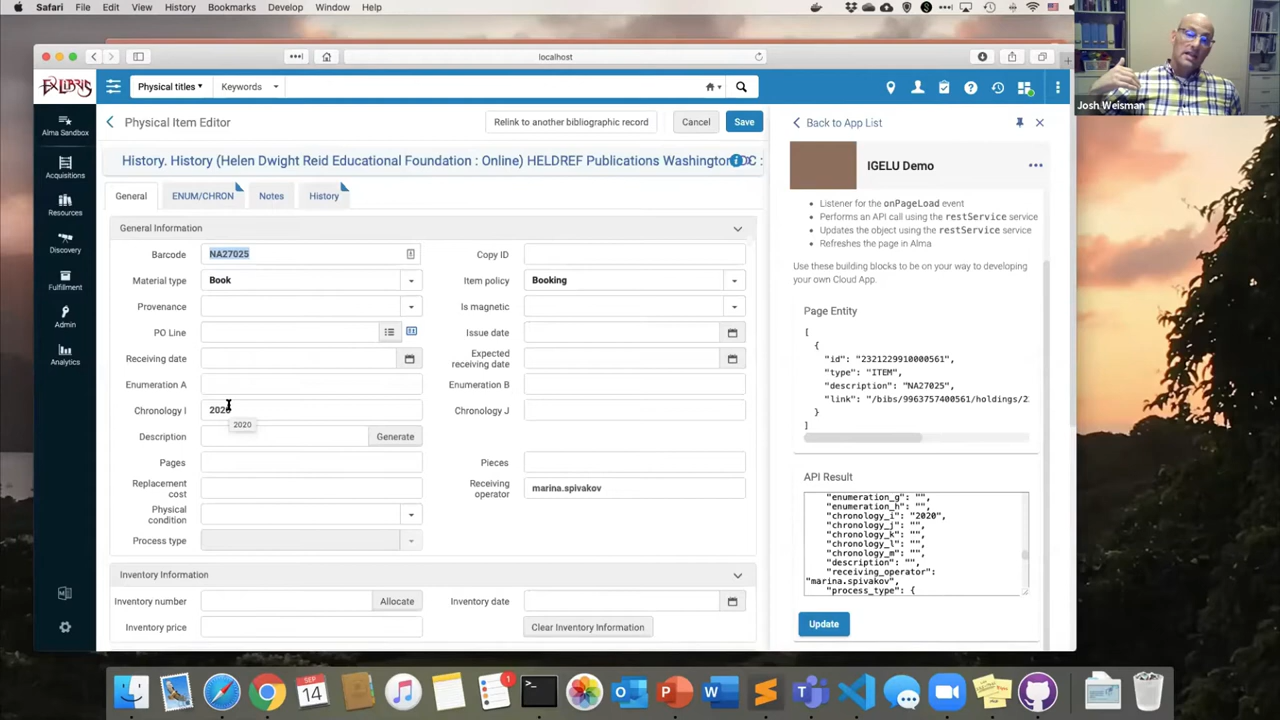 Safari File Edit View History Bookmarks Develop Window Help
localhost
Josh Weisman
ExLibris
Physical titles Keywords
Alma Sandbox
Acquisitions
Resources
Discovery
Fulfillment
Admin
Analytics
Physical Item Editor Relink to another bibliographic record Cancel Save
History. History (Helen Dwight Reid Educational Foundation : Online) HELDREF Publications Washington
General ENUM/CHRON Notes History
General Information
Barcode NA27025 Copy ID
Material type Book Item policy Booking
Provenance Is magnetic
PO Line Issue date
Receiving date Expected receiving date
Enumeration A Enumeration B
Chronology I 2020 Chronology J
2020
Description Generate
Pages Pieces
Replacement cost Receiving operator marina.spivakov
Physical condition
Process type
Inventory Information
Inventory number Allocate Inventory date
Inventory price Clear Inventory Information
Back to App List
IGELU Demo
Listener for the onPageLoad event
Performs an API call using the restService service
Updates the object using the restService service
Refreshes the page in Alma
Use these building blocks to be on your way to developing
your own Cloud App.
Page Entity
[
{
"id": "2321229910000561",
"type": "ITEM",
"description": "NA27025",
"link": "/bibs/9963757400561/holdings/2
}
]
API Result
"enumeration_g": "",
"enumeration_h": "",
"chronology_i": "2020",
"chronology_j": "",
"chronology_k": "",
"chronology_l": "",
"chronology_m": "",
"description": "",
"receiving_operator":
"marina.spivakov",
"process_type": {
Update
SEP
14
1